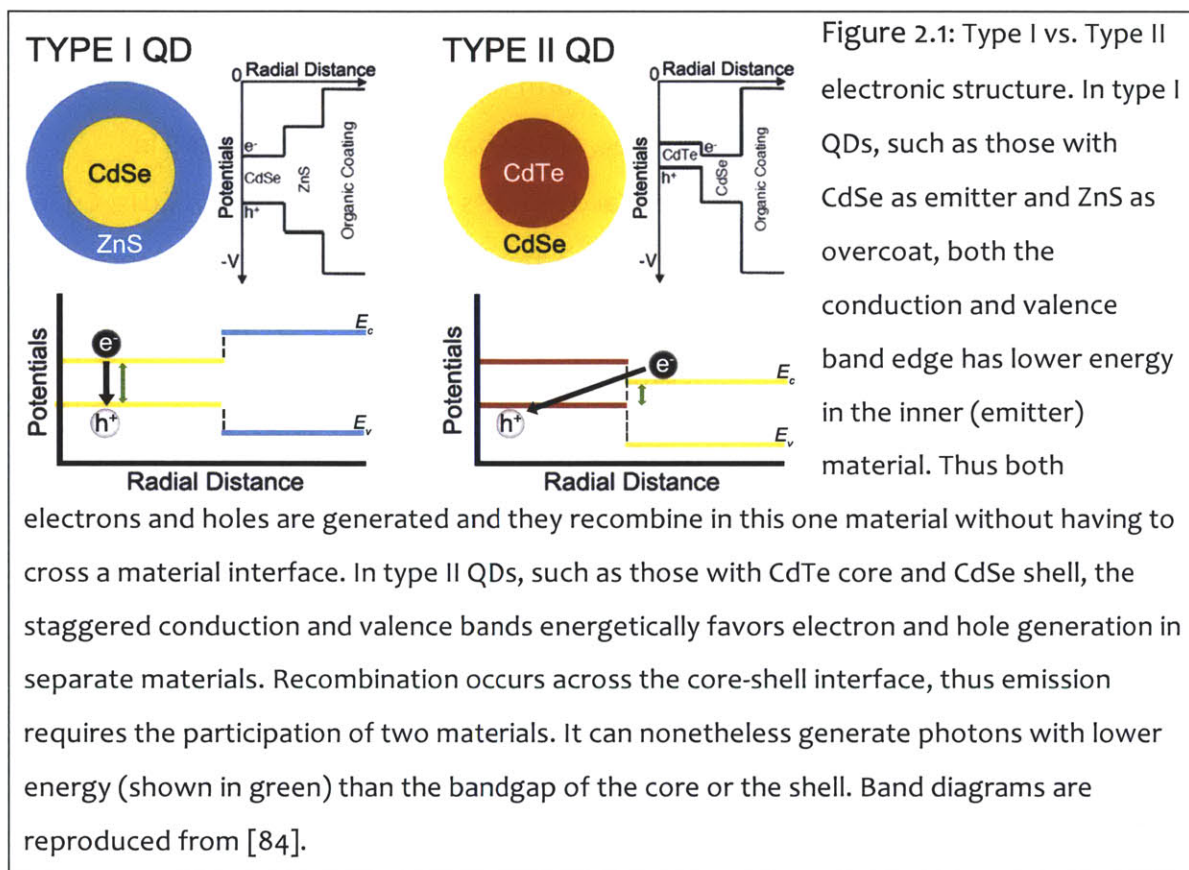 TYPE I QD
0 Radial Distance
Potentials
-V
e-
h+
CdSe
ZnS
Organic Coating
CdSe
ZnS
TYPE II QD
0 Radial Distance
Potentials
-V
CdTe
e-
h+
CdSe
Organic Coating
CdTe
CdSe
Potentials
e-
h+
Ec
Ev
Radial Distance
Potentials
e-
h+
Ec
Ev
Radial Distance
Figure 2.1: Type I vs. Type II
electronic structure. In type I
QDs, such as those with
CdSe as emitter and ZnS as
overcoat, both the
conduction and valence
band edge has lower energy
in the inner (emitter)
material. Thus both
electrons and holes are generated and they recombine in this one material without having to
cross a material interface. In type II QDs, such as those with CdTe core and CdSe shell, the
staggered conduction and valence bands energetically favors electron and hole generation in
separate materials. Recombination occurs across the core-shell interface, thus emission
requires the participation of two materials. It can nonetheless generate photons with lower
energy (shown in green) than the bandgap of the core or the shell. Band diagrams are
reproduced from [84].